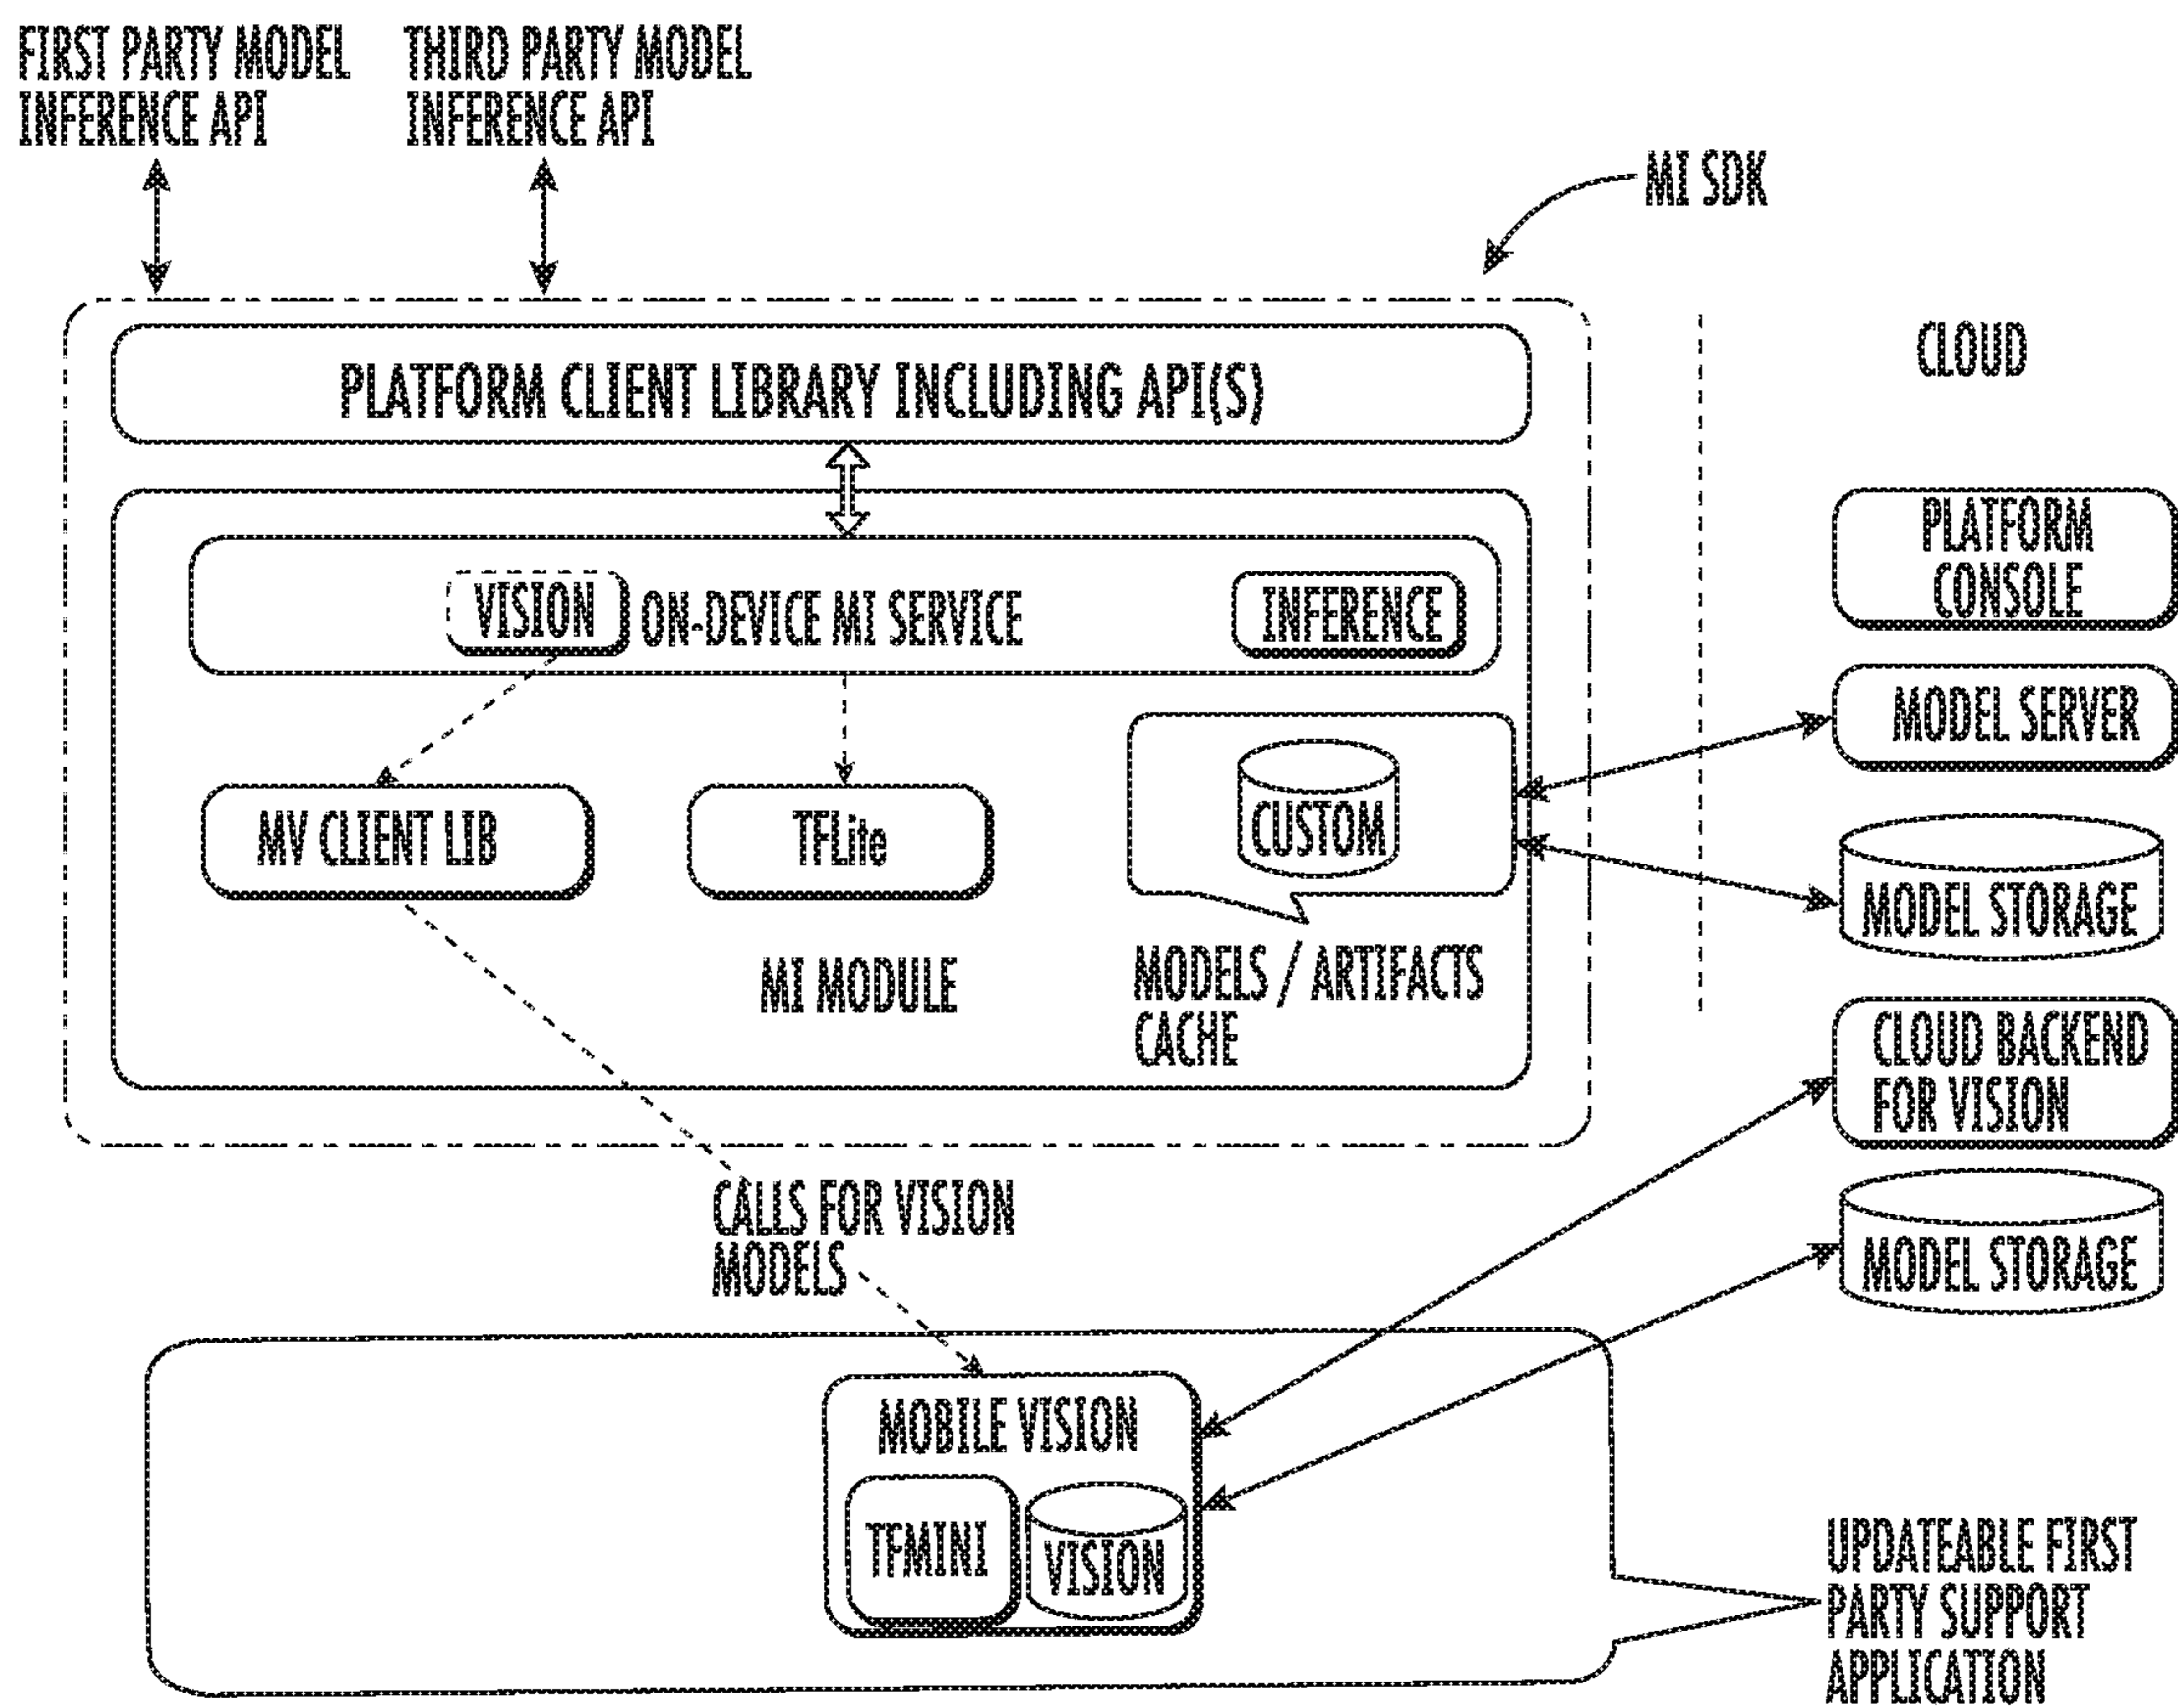 FIRST PARTY MODEL
INFERENCE API
THIRD PARTY MODEL
INFERENCE API
MI SDK
CLOUD
PLATFORM CLIENT LIBRARY INCLUDING API(S)
VISION
ON-DEVICE MI SERVICE
INFERENCE
PLATFORM
CONSOLE
MODEL SERVER
MV CLIENT LIB
TFLite
CUSTOM
MODEL STORAGE
MI MODULE
MODELS / ARTIFACTS
CACHE
CLOUD BACKEND
FOR VISION
CALLS FOR VISION
MODELS
MODEL STORAGE
MOBILE VISION
TFMINI
VISION
UPDATEABLE FIRST
PARTY SUPPORT
APPLICATION